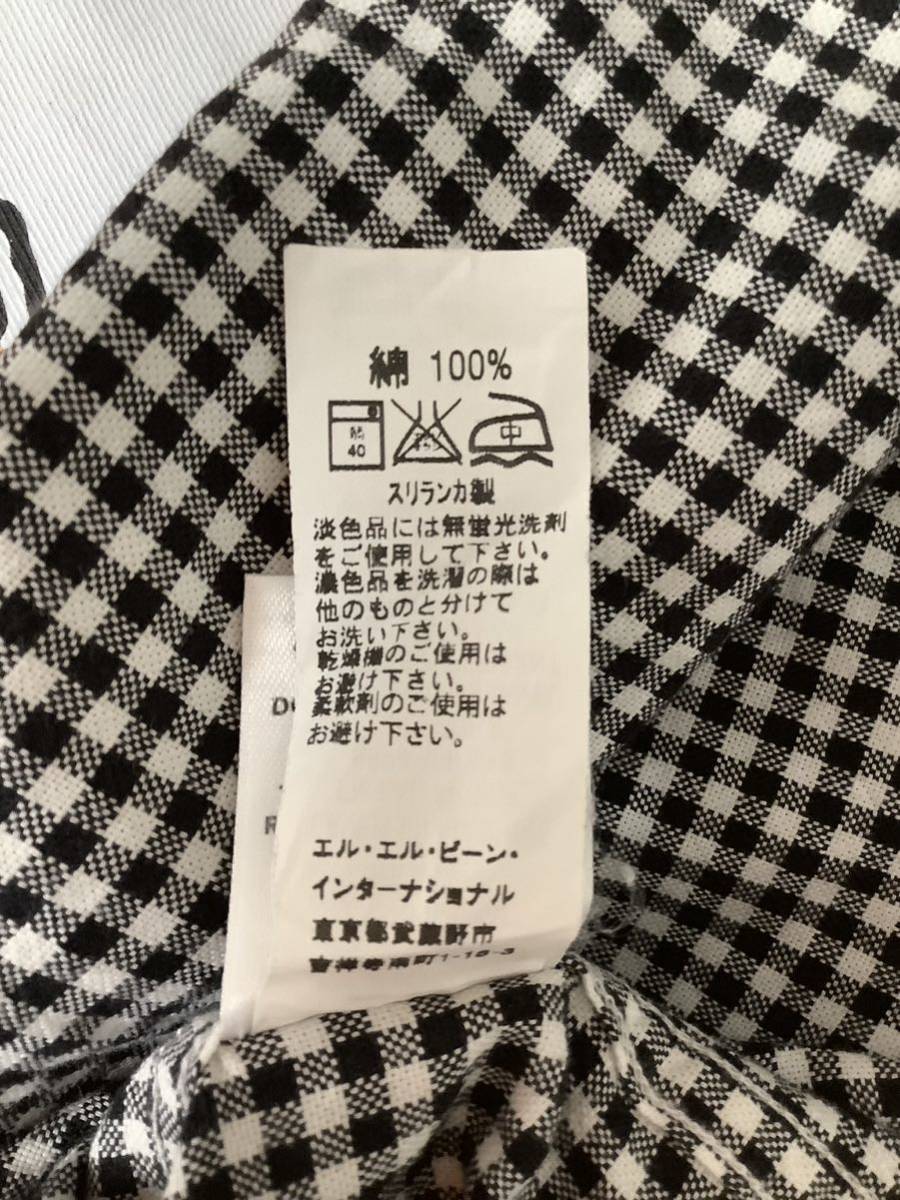 綿 100%
40
中
スリランカ製
淡色品には無蛍光洗剤
をご使用して下さい。
濃色品を洗濯の際は
他のものと分けて
お洗い下さい。
乾燥機のご使用は
お避け下さい。
柔軟剤のご使用は
お避け下さい。
エル・エル・ビーン・
インターナショナル
東京都武蔵野市
吉祥寺南町1-18-3